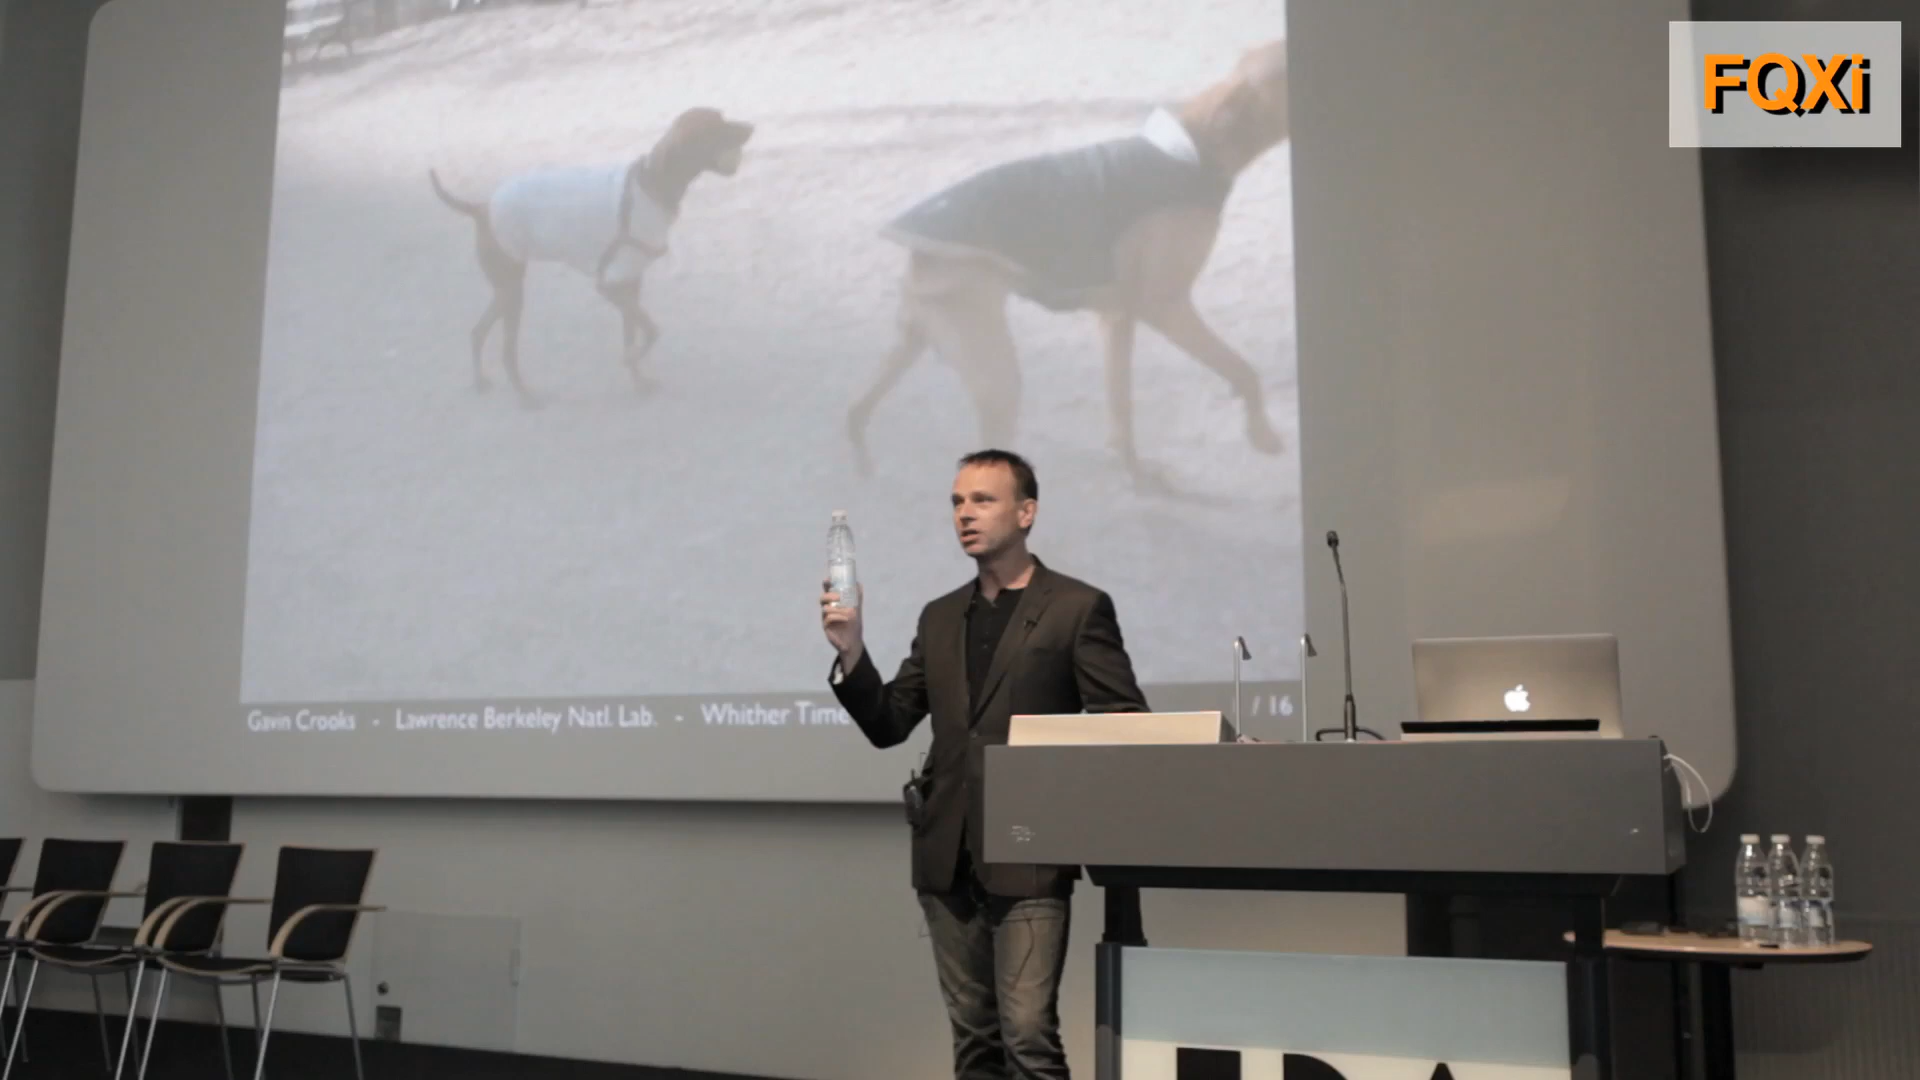 FQXi
Gavin Crooks - Lawrence Berkeley Natl. Lab. - Whither Time / 16